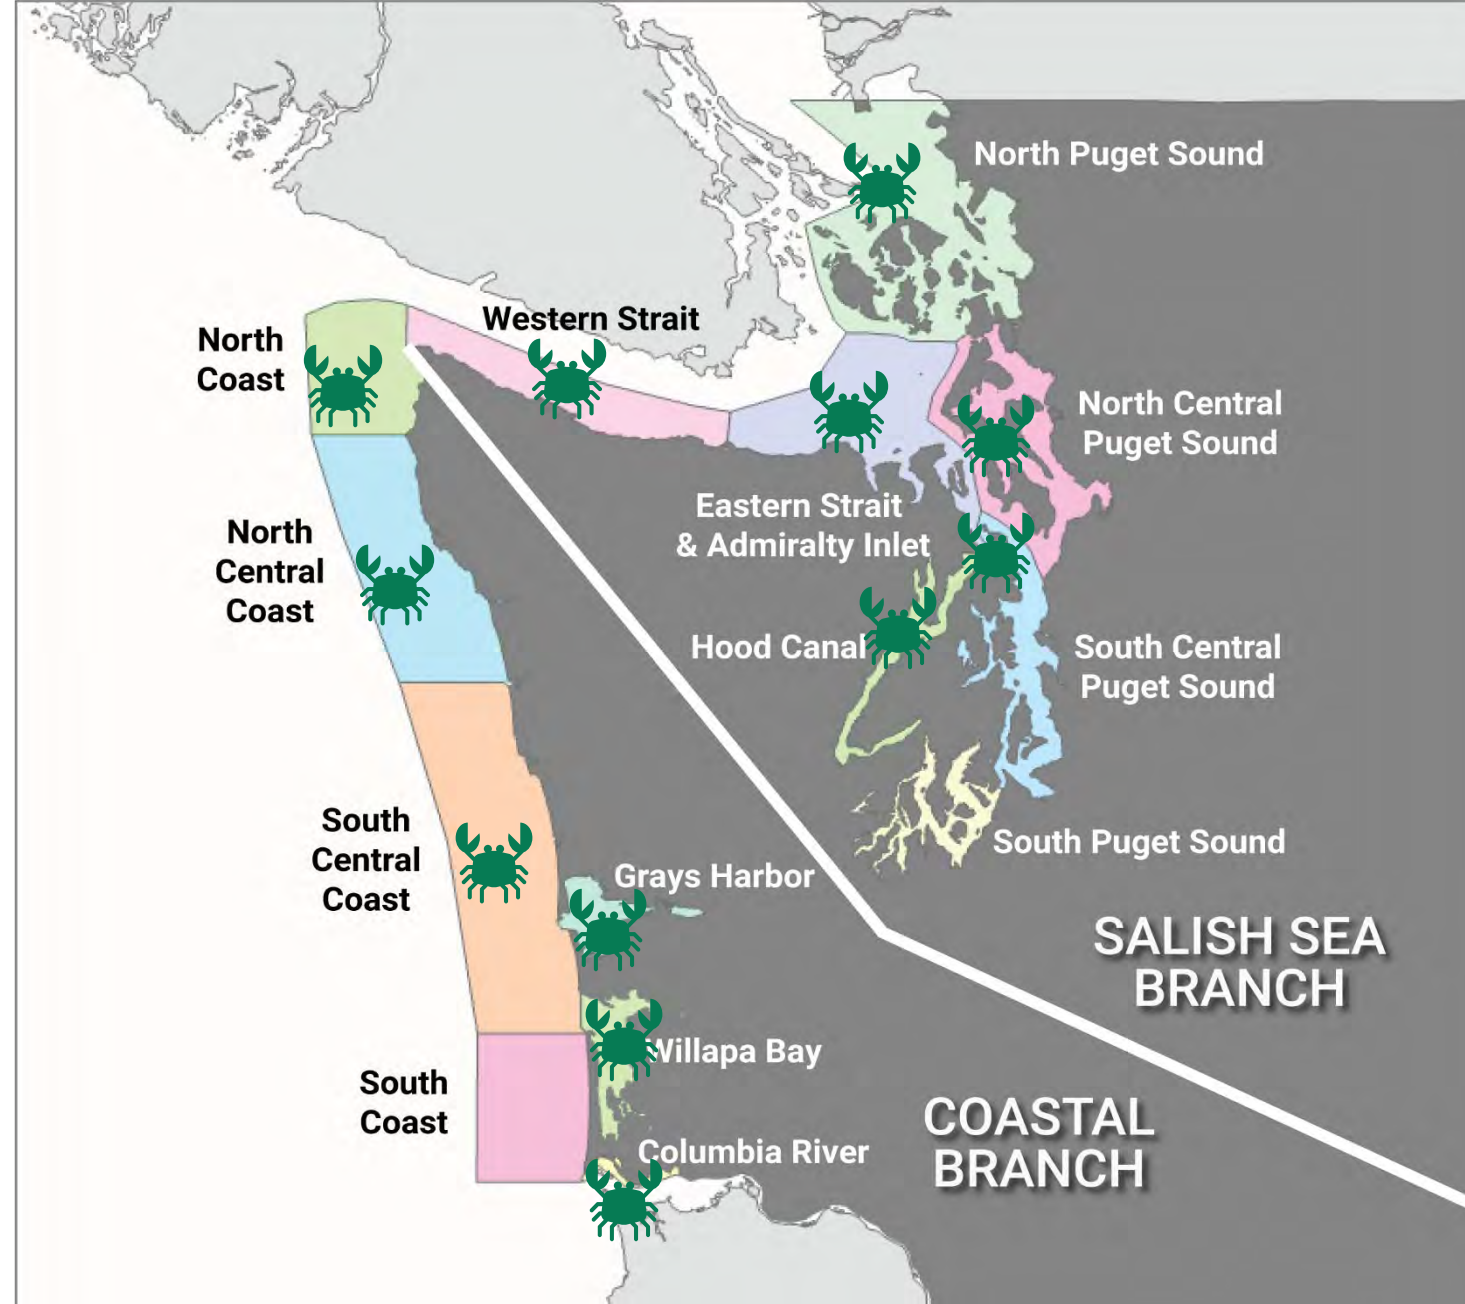 North Puget Sound
Western Strait
North
Coast
North Central
Puget Sound
Eastern Strait
& Admiralty Inlet
North
Central
Coast
Hood Canal
South Central
Puget Sound
South
Central
Coast
South Puget Sound
Grays Harbor
SALISH SEA
BRANCH
Willapa Bay
South
Coast
COASTAL
BRANCH
Columbia River